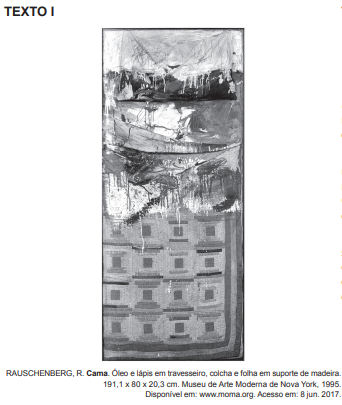 TEXTO I
RAUSCHENBERG, R. Cama. Óleo e lápis em travesseiro, colcha e folha em suporte de madeira.
191,1 x 80 x 20,3 cm. Museu de Arte Moderna de Nova York, 1995.
Disponível em: www.moma.org. Acesso em: 8 jun. 2017.